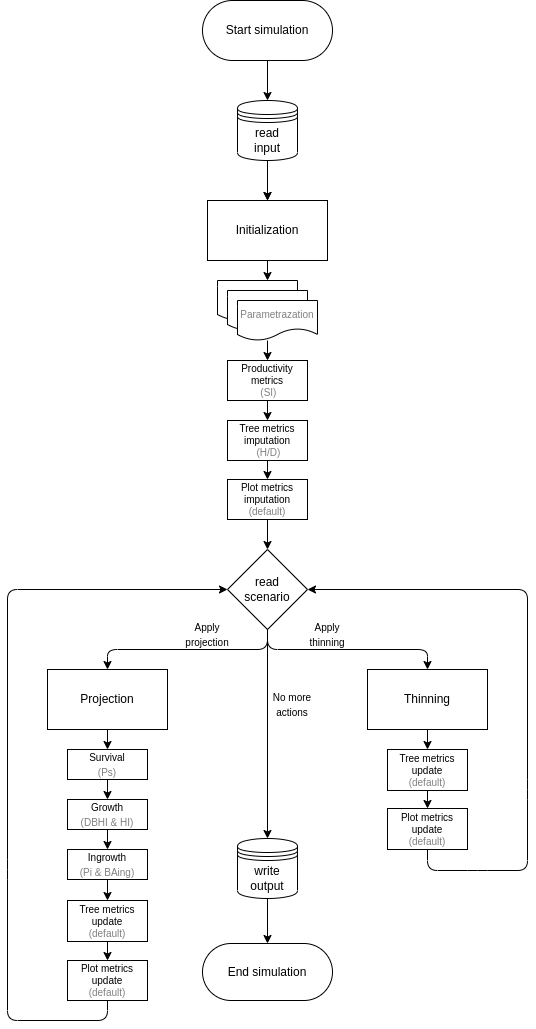 Start simulation
read
input
Initialization
Parametrazation
Productivity
metrics
(SI)
Tree metrics
imputation
(H/D)
Plot metrics
imputation
(default)
read
scenario
Apply
projection
Apply
thinning
No more
actions
Projection
Survival
(Ps)
Growth
(DBHI & HI)
Ingrowth
(Pi & BAing)
Tree metrics
update
(default)
Plot metrics
update
(default)
Thinning
Tree metrics
update
(default)
Plot metrics
update
(default)
write
output
End simulation